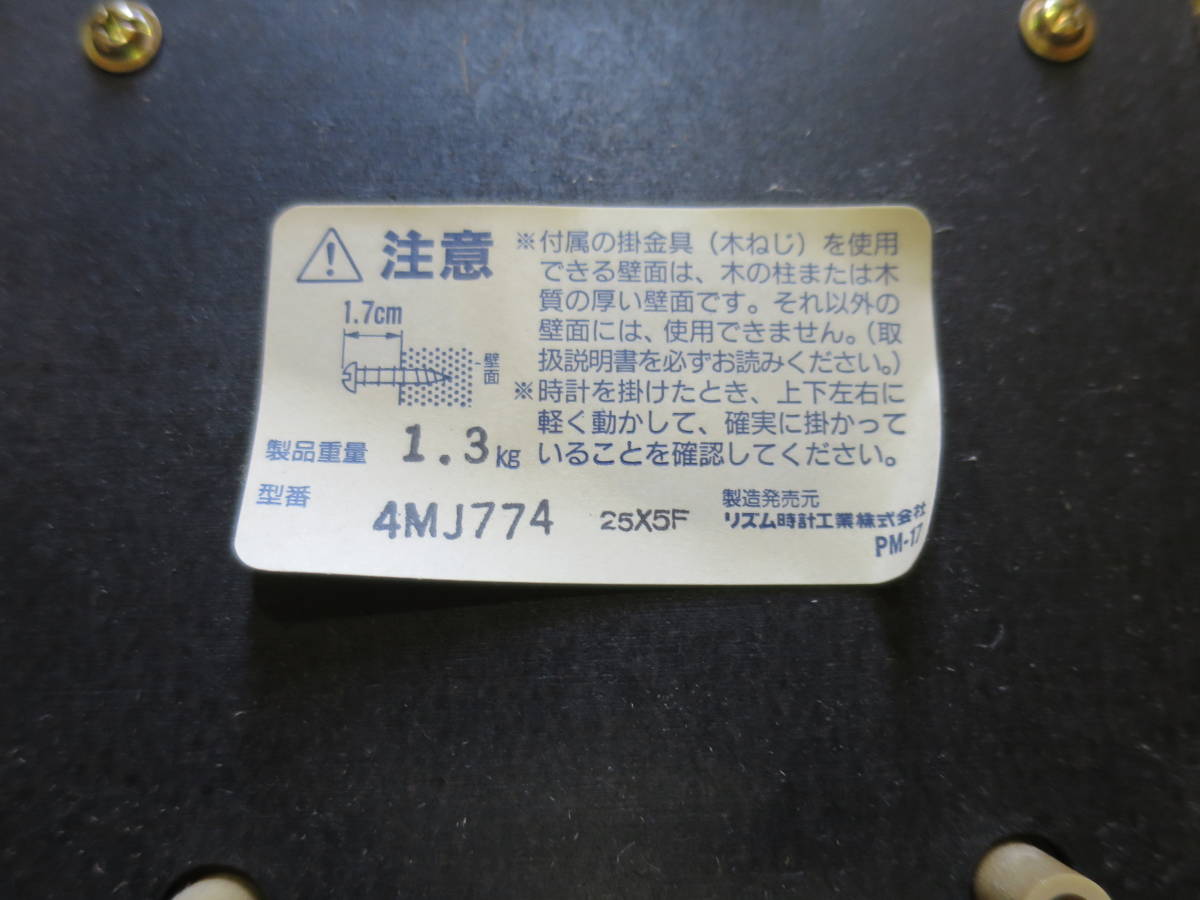 注意
1.7cm
壁面
※付属の掛金具（木ねじ）を使用
できる壁面は、木の柱または木
質の厚い壁面です。それ以外の
壁面には、使用できません。（取
扱説明書を必ずお読みください。）
※時計を掛けたとき、上下左右に
軽く動かして、確実に掛かって
いることを確認してください。
製品重量 1.3kg
型番 4MJ774 25X5F
製造発売元
リズム時計工業株式会社
PM-17